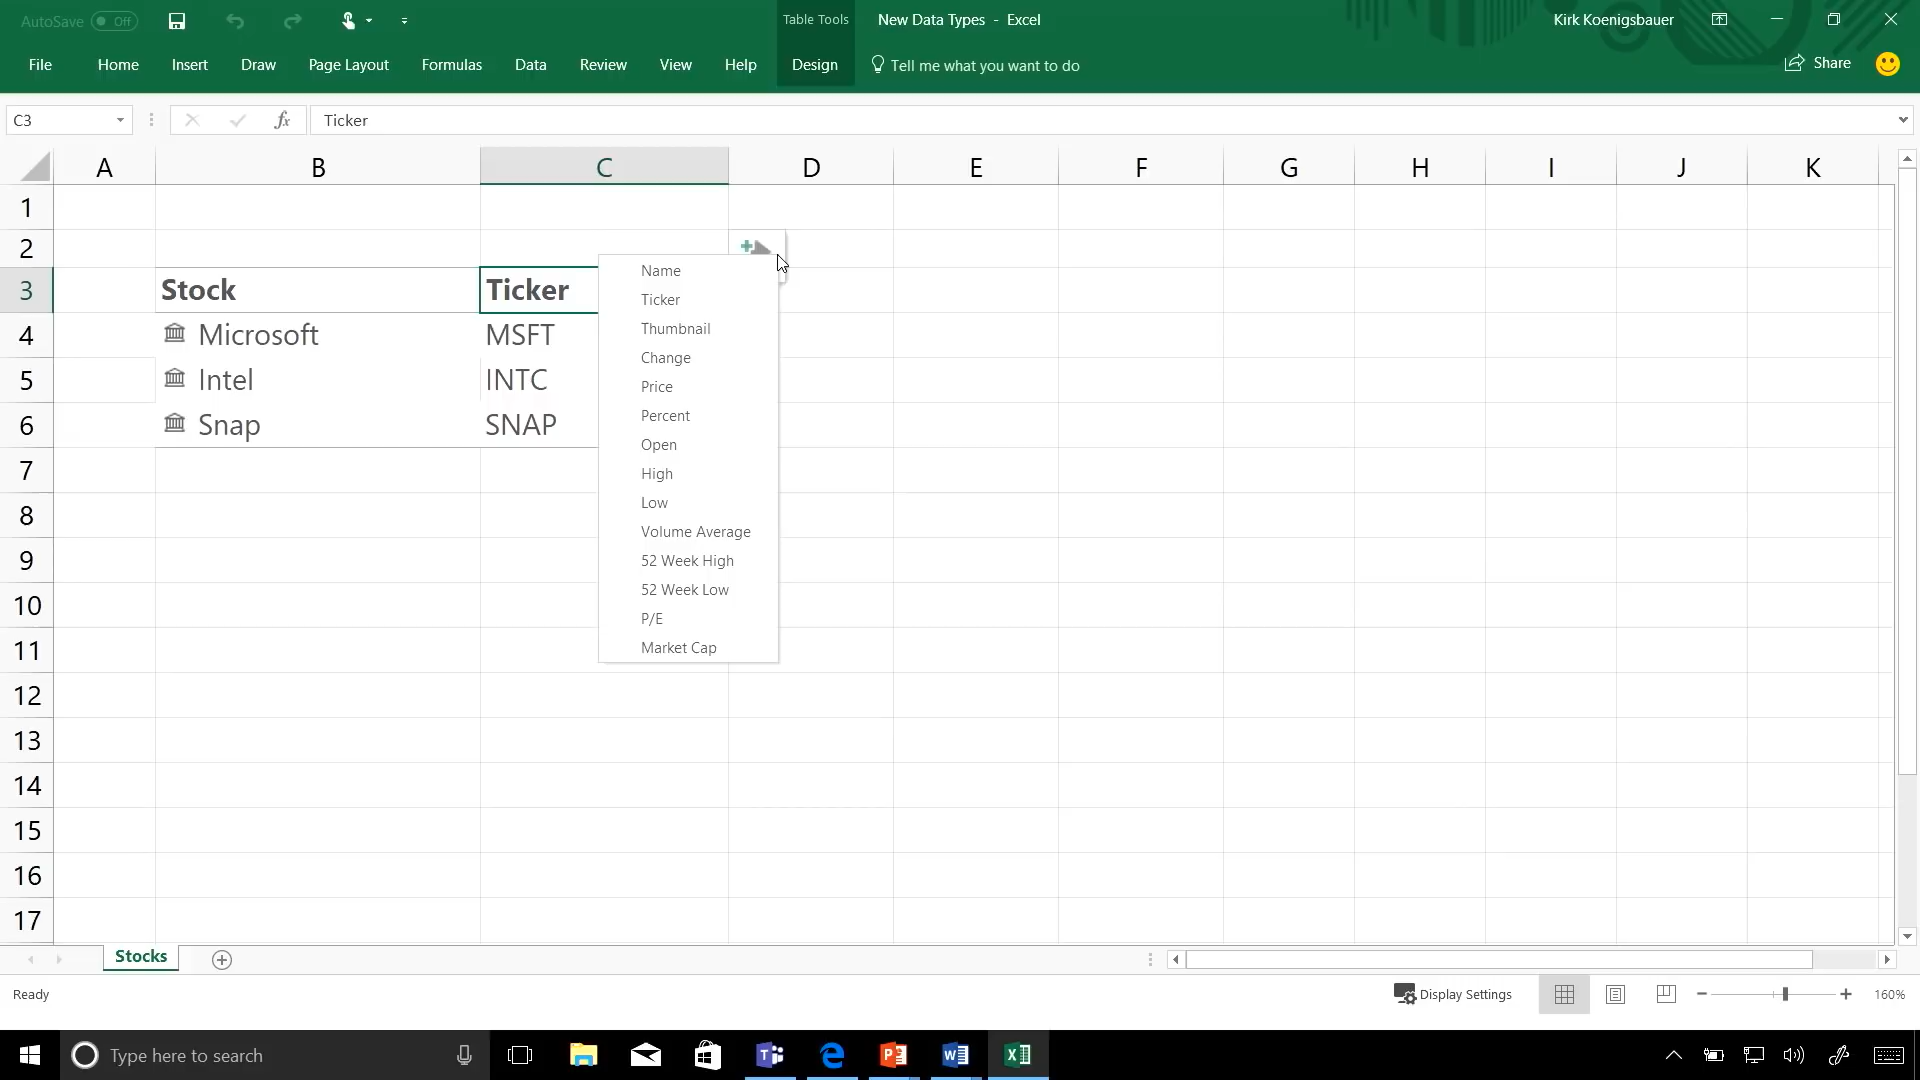 AutoSave Off
Table Tools
New Data Types - Excel
Kirk Koenigsbauer
File Home Insert Draw Page Layout Formulas Data Review View Help Design Tell me what you want to do Share
C3 fx Ticker
A B C D E F G H I J K
1
2
3 Stock Ticker
4 Microsoft MSFT
5 Intel INTC
6 Snap SNAP
7
8
9
10
11
12
13
14
15
16
17
Name
Ticker
Thumbnail
Change
Price
Percent
Open
High
Low
Volume Average
52 Week High
52 Week Low
P/E
Market Cap
Stocks
Ready Display Settings 160%
Type here to search